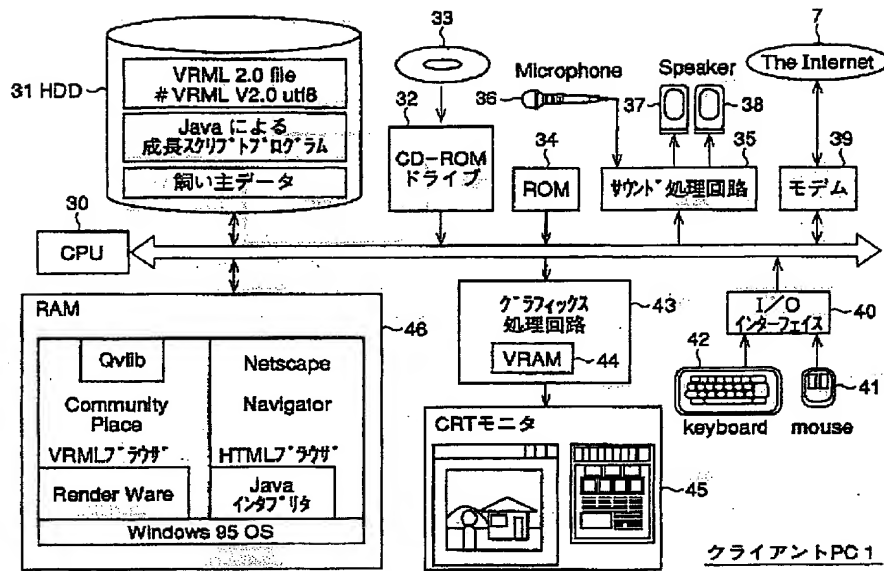 31 HDD
VRML 2.0 file
# VRML V2.0 utf8
Java による
成長スクリプトプログラム
飼い主データ
33
32
CD-ROM
ドライブ
Microphone
36
34
ROM
Speaker
37
38
35
サウンド処理回路
7
The Internet
39
モデム
30
CPU
RAM
46
Qvlib
Community
Place
VRMLブラウザ
Render Ware
Netscape
Navigator
HTMLブラウザ
Java
インタプリタ
Windows 95 OS
グラフィックス
処理回路
43
VRAM
44
I/O
インターフェイス
40
42
41
keyboard
mouse
CRTモニタ
45
クライアントPC 1